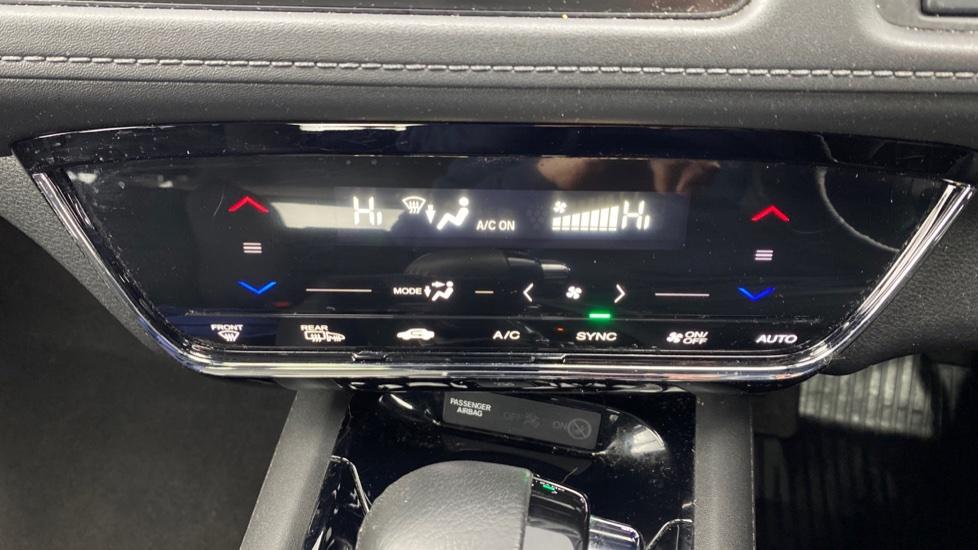 Hi A/C ON Hi
MODE
FRONT REAR A/C SYNC ON/OFF AUTO
PASSENGER
AIRBAG OFF ON